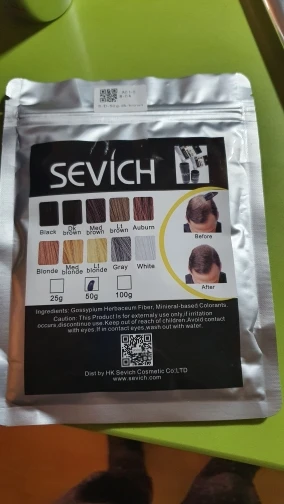 SEVICH
Black Dk brown Med brown Lt brown Auburn
Blonde Med blonde Lt blonde Gray White
Before
After
25g 50g 100g
Ingredients: Gossypium Herbaceum Fiber, Minieral-based Colorants.
Caution: This Product Is for externaly use only,if irritation
occurs,discontinue use.Keep out of reach of children.Avoid contact
with eyes.If in contact eyes,wash out with water.
Dist by HK Sevich Cosmetic Co;LTD
www.sevich.com